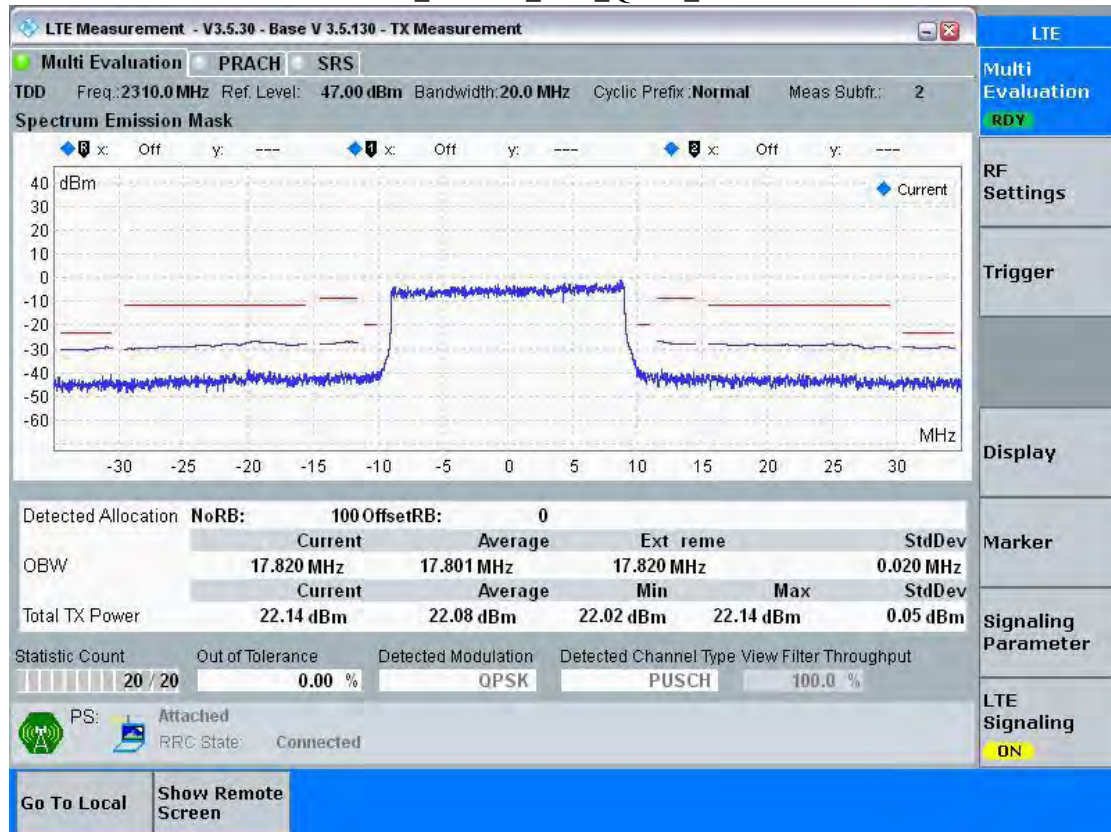 LTE Measurement - V3.5.30 - Base V 3.5.130 - TX Measurement
LTE
Multi Evaluation PRACH SRS
Multi Evaluation
RDY
TDD Freq.:2310.0 MHz Ref. Level: 47.00 dBm Bandwidth:20.0 MHz Cyclic Prefix :Normal Meas Subfr.: 2
Spectrum Emission Mask
R x: Off y: --- 1 x: Off y: --- 2 x: Off y: ---
RF Settings
dBm
Current
40
30
20
10
0
-10
-20
-30
-40
-50
-60
MHz
-30 -25 -20 -15 -10 -5 0 5 10 15 20 25 30
Trigger
Display
Detected Allocation NoRB: 100 OffsetRB: 0
Current Average Ext reme StdDev
OBW 17.820 MHz 17.801 MHz 17.820 MHz 0.020 MHz
Current Average Min Max StdDev
Total TX Power 22.14 dBm 22.08 dBm 22.02 dBm 22.14 dBm 0.05 dBm
Marker
Signaling Parameter
Statistic Count Out of Tolerance Detected Modulation Detected Channel Type View Filter Throughput
20 / 20 0.00 % QPSK PUSCH 100.0 %
PS: Attached
RRC State: Connected
LTE Signaling
ON
Go To Local
Show Remote Screen